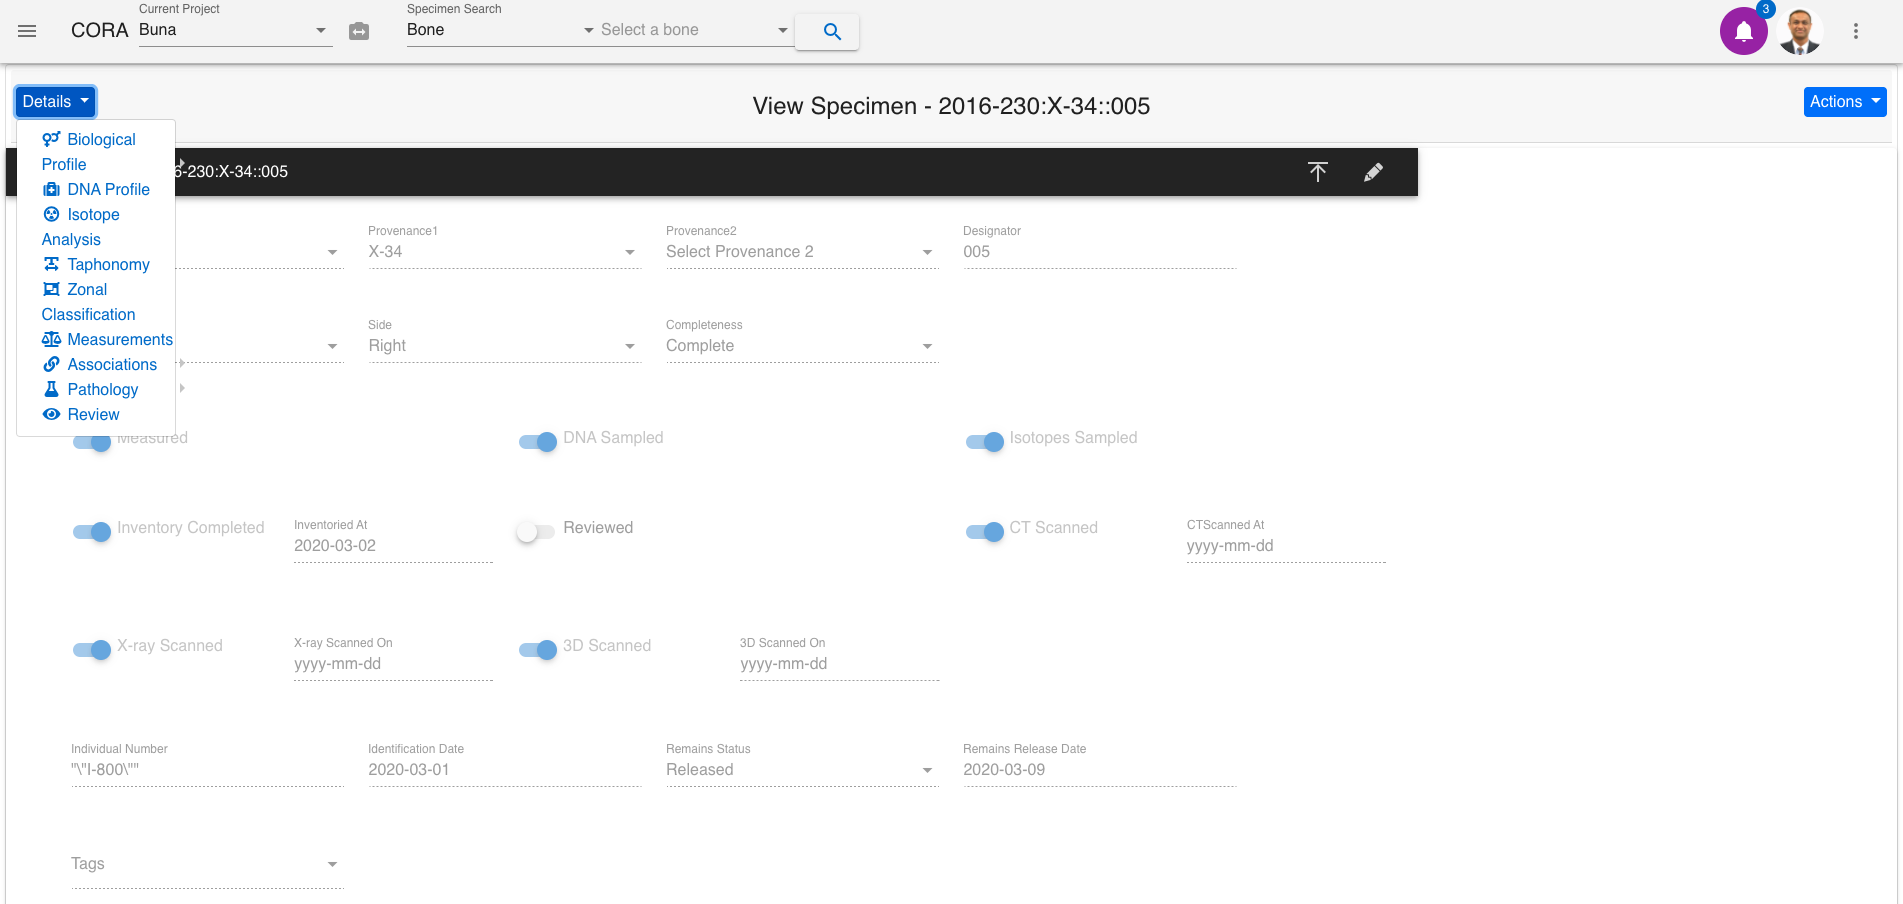 Current Project
Specimen Search
CORA
Buna
Bone
Select a bone
3
Details
View Specimen - 2016-230:X-34::005
Actions
Biological
Profile
DNA Profile
Isotope
Analysis
Taphonomy
Zonal
Classification
Measurements
Associations
Pathology
Review
6-230:X-34::005
Provenance1
X-34
Provenance2
Select Provenance 2
Designator
005
Side
Right
Completeness
Complete
Measured
DNA Sampled
Isotopes Sampled
Inventory Completed
Inventoried At
2020-03-02
Reviewed
CT Scanned
CTScanned At
yyyy-mm-dd
X-ray Scanned
X-ray Scanned On
yyyy-mm-dd
3D Scanned
3D Scanned On
yyyy-mm-dd
Individual Number
"\"I-800\""
Identification Date
2020-03-01
Remains Status
Released
Remains Release Date
2020-03-09
Tags